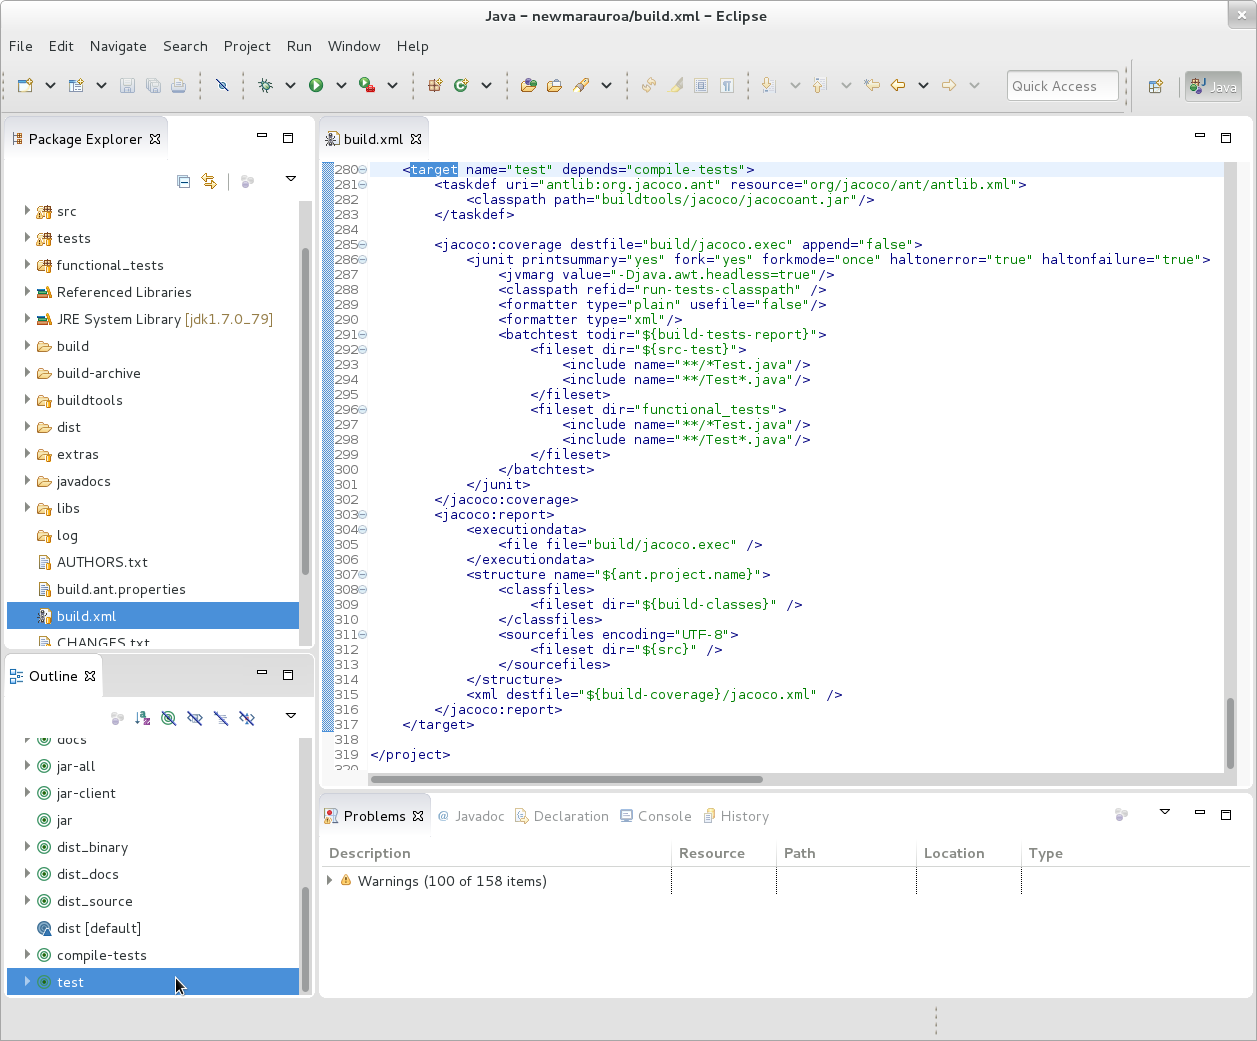 Java – newmarauroa/build.xml – Eclipse
File Edit Navigate Search Project Run Window Help
Quick Access
Java
Package Explorer
src
tests
functional_tests
Referenced Libraries
JRE System Library [jdk1.7.0_79]
build
build-archive
buildtools
dist
extras
javadocs
libs
log
AUTHORS.txt
build.ant.properties
build.xml
CHANGES.txt
Outline
docs
jar-all
jar-client
jar
dist_binary
dist_docs
dist_source
dist [default]
compile-tests
test
build.xml
280 <target name="test" depends="compile-tests">
281 <taskdef uri="antlib:org.jacoco.ant" resource="org/jacoco/ant/antlib.xml">
282 <classpath path="buildtools/jacoco/jacocoant.jar"/>
283 </taskdef>
284
285 <jacoco:coverage destfile="build/jacoco.exec" append="false">
286 <junit printsummary="yes" fork="yes" forkmode="once" haltonerror="true" haltonfailure="true">
287 <jvmarg value="-Djava.awt.headless=true"/>
288 <classpath refid="run-tests-classpath" />
289 <formatter type="plain" usefile="false"/>
290 <formatter type="xml"/>
291 <batchtest todir="${build-tests-report}">
292 <fileset dir="${src-test}">
293 <include name="**/*Test.java"/>
294 <include name="**/Test*.java"/>
295 </fileset>
296 <fileset dir="functional_tests">
297 <include name="**/*Test.java"/>
298 <include name="**/Test*.java"/>
299 </fileset>
300 </batchtest>
301 </junit>
302 </jacoco:coverage>
303 <jacoco:report>
304 <executiondata>
305 <file file="build/jacoco.exec" />
306 </executiondata>
307 <structure name="${ant.project.name}">
308 <classfiles>
309 <fileset dir="${build-classes}" />
310 </classfiles>
311 <sourcefiles encoding="UTF-8">
312 <fileset dir="${src}" />
313 </sourcefiles>
314 </structure>
315 <xml destfile="${build-coverage}/jacoco.xml" />
316 </jacoco:report>
317 </target>
318
319 </project>
320
Problems @ Javadoc Declaration Console History
Description Resource Path Location Type
Warnings (100 of 158 items)